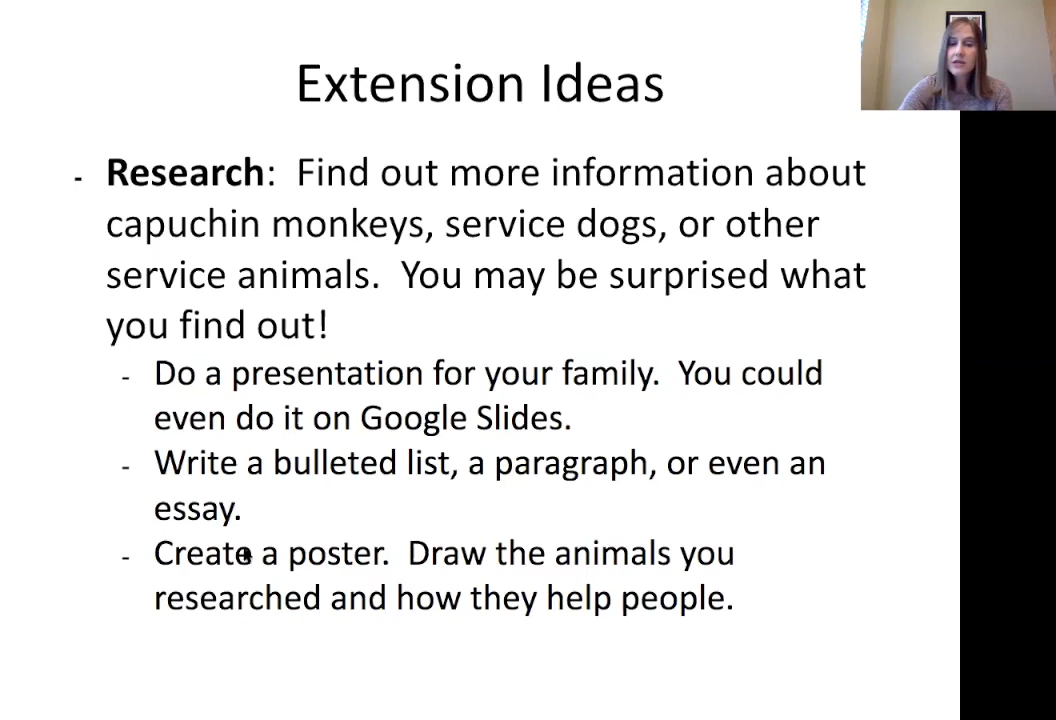 Extension Ideas
- Research:  Find out more information about
capuchin monkeys, service dogs, or other
service animals.  You may be surprised what
you find out!
- Do a presentation for your family.  You could
even do it on Google Slides.
- Write a bulleted list, a paragraph, or even an
essay.
- Create a poster.  Draw the animals you
researched and how they help people.